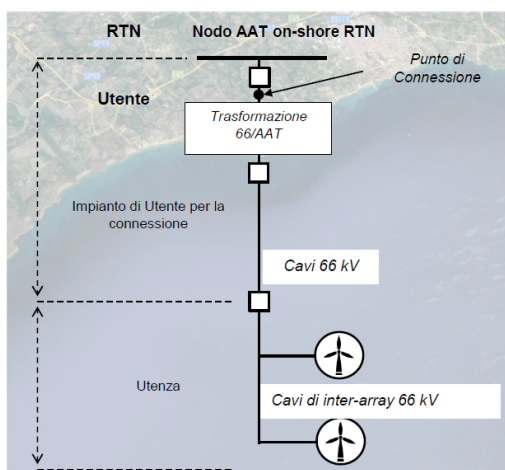 RTN
Nodo AAT on-shore RTN
Punto di
Connessione
Utente
Trasformazione
66/AAT
Impianto di Utente per la
connessione
Cavi 66 kV
Utenza
Cavi di inter-array 66 kV